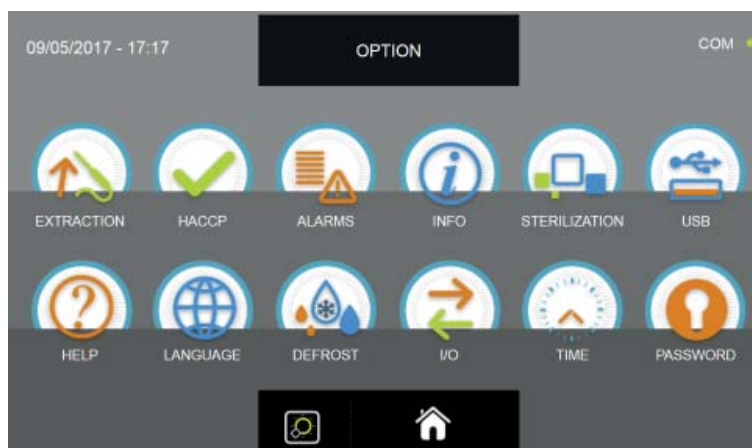 09/05/2017 - 17:17 OPTION COM
EXTRACTION HACCP ALARMS INFO STERILIZATION USB
HELP LANGUAGE DEFROST I/O TIME PASSWORD